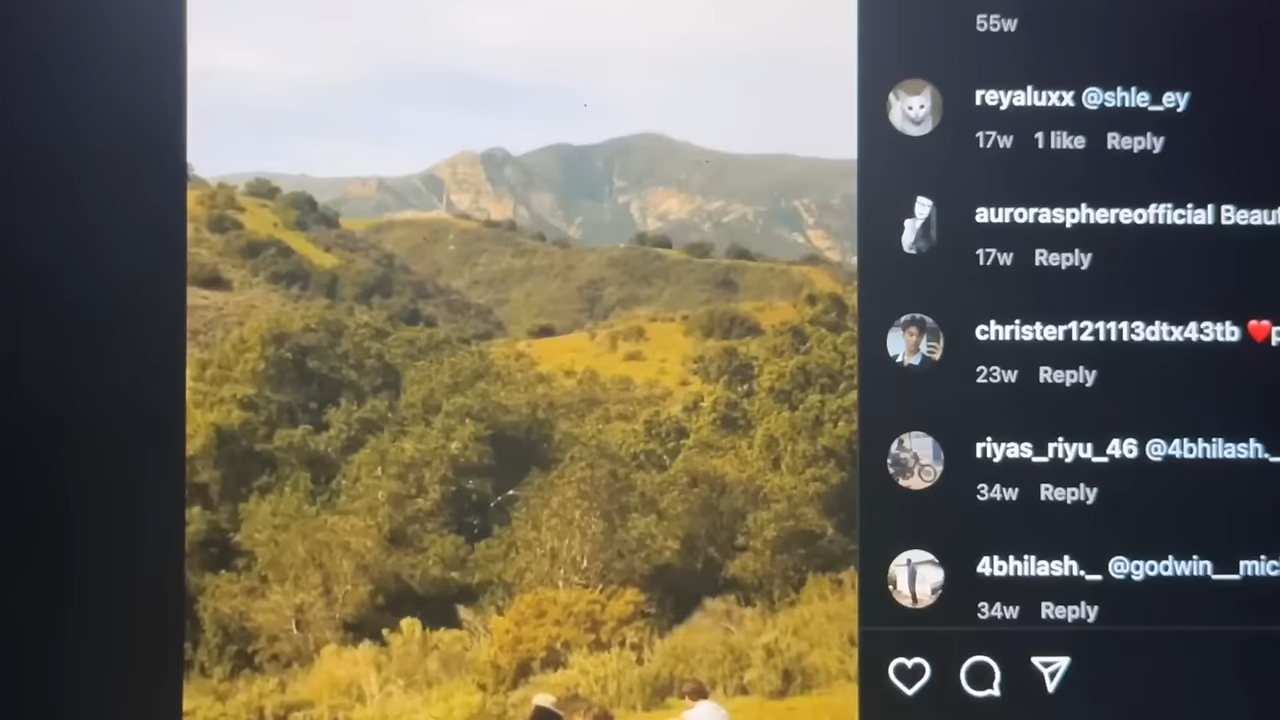 55w
reyaluxx @shle_ey
17w 1 like Reply
aurorasphereofficial
17w Reply
christer121113dtx43tb ❤️
23w Reply
riyas_riyu_46 @4bhilash._
34w Reply
4bhilash._ @godwin__mic
34w Reply